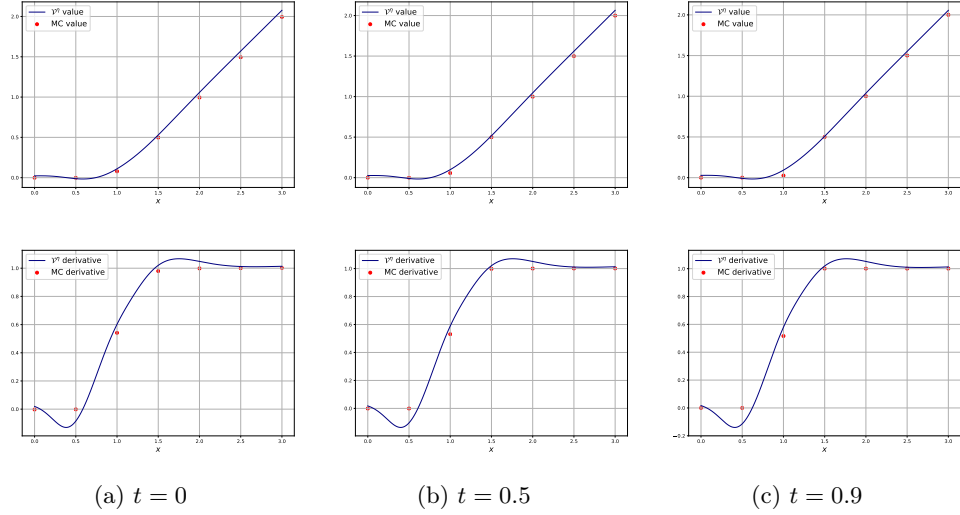 𝒱^η value
MC value
2.0
1.5
1.0
0.5
0.0
0.0 0.5 1.0 1.5 2.0 2.5 3.0
x
𝒱^η value
MC value
2.0
1.5
1.0
0.5
0.0
0.0 0.5 1.0 1.5 2.0 2.5 3.0
x
𝒱^η value
MC value
2.0
1.5
1.0
0.5
0.0
0.0 0.5 1.0 1.5 2.0 2.5 3.0
x
𝒱^η derivative
MC derivative
1.0
0.8
0.6
0.4
0.2
0.0
0.0 0.5 1.0 1.5 2.0 2.5 3.0
x
𝒱^η derivative
MC derivative
1.0
0.8
0.6
0.4
0.2
0.0
0.0 0.5 1.0 1.5 2.0 2.5 3.0
x
𝒱^η derivative
MC derivative
1.0
0.8
0.6
0.4
0.2
0.0
−0.2
0.0 0.5 1.0 1.5 2.0 2.5 3.0
x
(a) t = 0
(b) t = 0.5
(c) t = 0.9